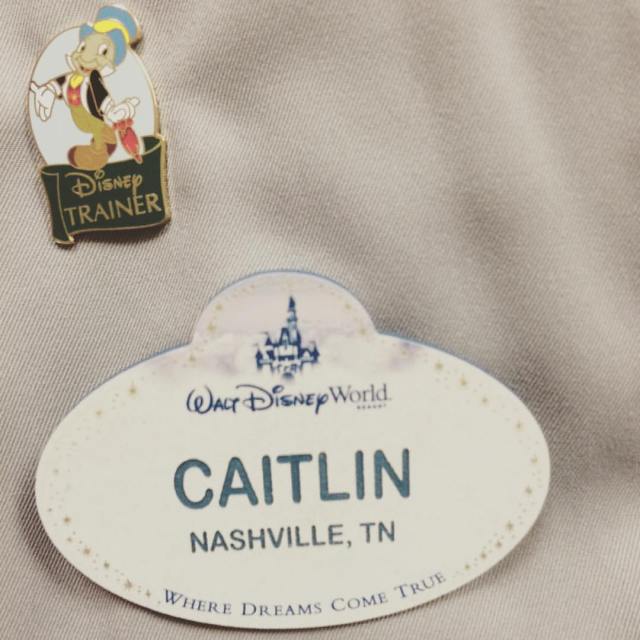 Disney
TRAINER
Walt Disney World
RESORT
CAITLIN
NASHVILLE, TN
WHERE DREAMS COME TRUE